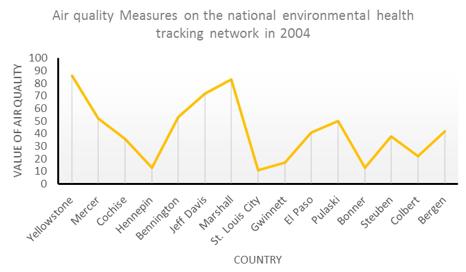 Air quality Measures on the national environmental health
tracking network in 2004
VALUE OF AIR QUALITY
100
90
80
70
60
50
40
30
20
10
0
Yellowstone
Mercer
Cochise
Hennepin
Bennington
Jeff Davis
Marshall
St. Louis City
Gwinnett
El Paso
Pulaski
Bonner
Steuben
Colbert
Bergen
COUNTRY